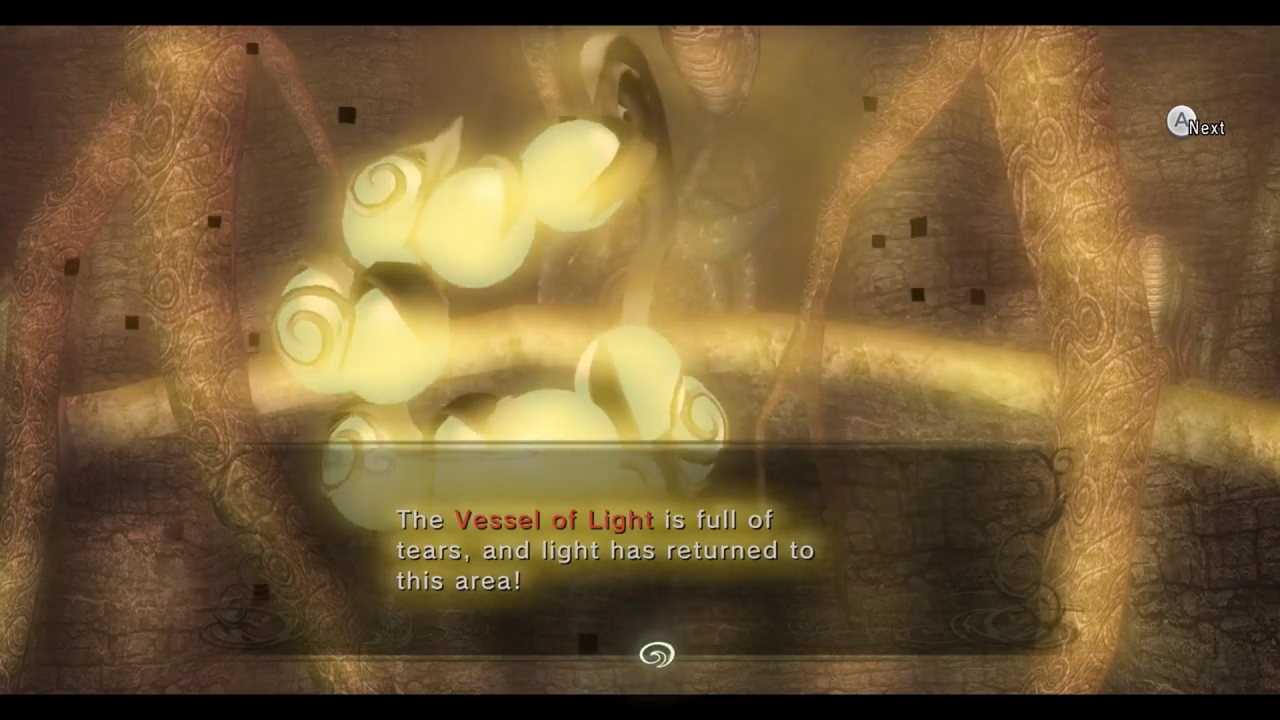 A Next
The Vessel of Light is full of
tears, and light has returned to
this area!